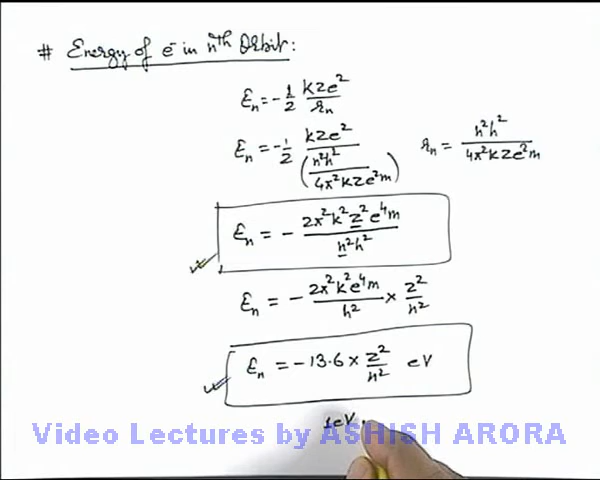 # Energy of e⁻ in nᵗʰ Orbit:
Eₙ = -1/2 kze²/rₙ
Eₙ = -1/2 kze²/(n²h²/4π²kze²m)
rₙ = n²h²/4π²kze²m
Eₙ = - 2π²k²z²e⁴m/n²h²
Eₙ = - 2π²k²e⁴m/h² × z²/n²
Eₙ = -13.6 × z²/n² eV
1eV
Video Lectures by ASHISH ARORA